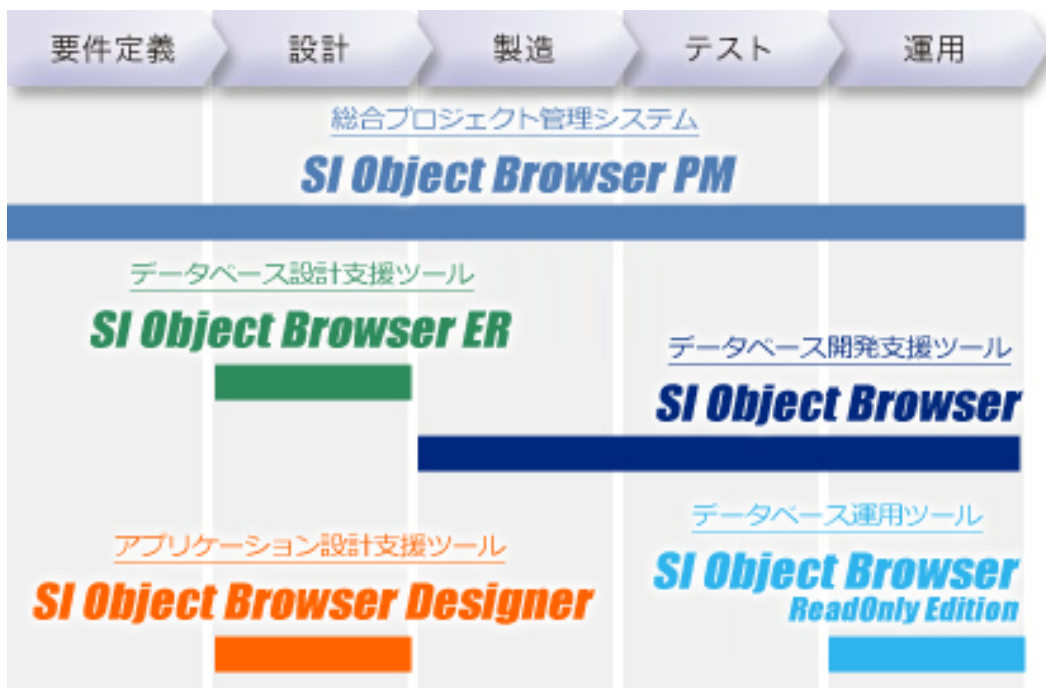 要件定義
設計
製造
テスト
運用
総合プロジェクト管理システム
SI Object Browser PM
データベース設計支援ツール
SI Object Browser ER
データベース開発支援ツール
SI Object Browser
データベース運用ツール
SI Object Browser
ReadOnly Edition
アプリケーション設計支援ツール
SI Object Browser Designer